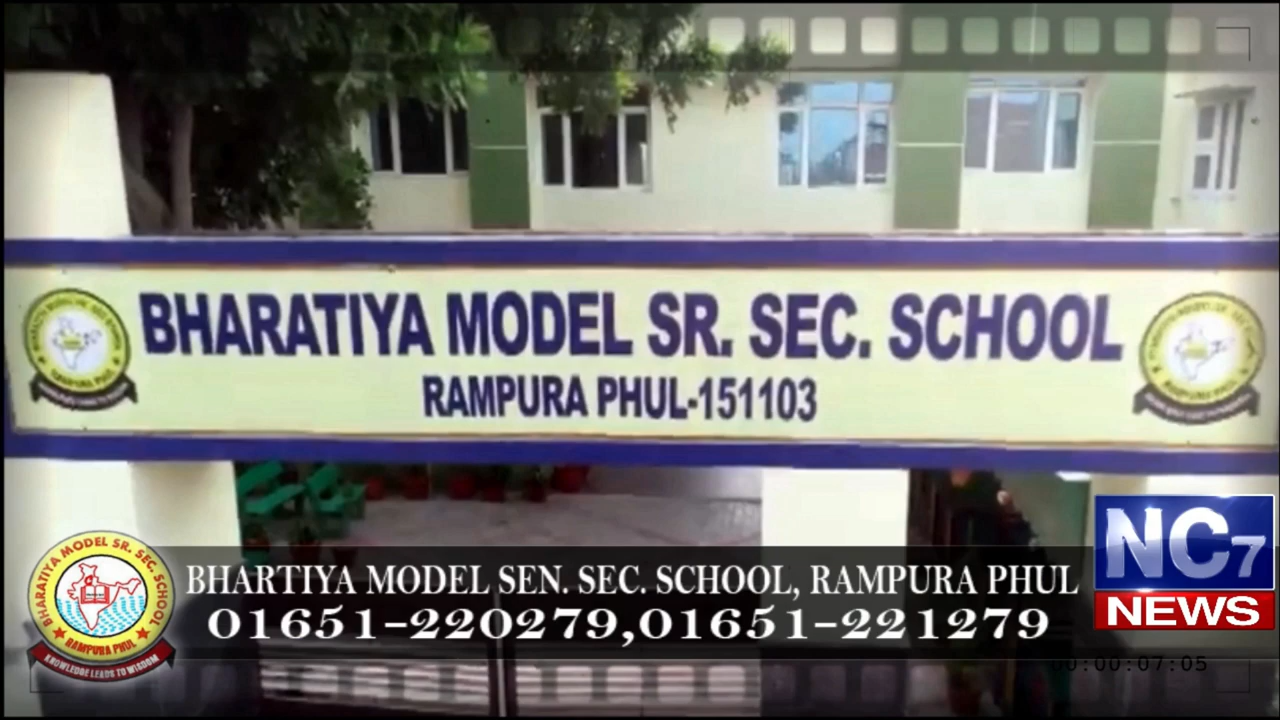 BHARATIYA MODEL SR. SEC. SCHOOL
RAMPURA PHUL-151103
BHARATIYA MODEL SR. SEC. SCHOOL
RAMPURA PHUL
KNOWLEDGE LEADS TO WISDOM
BHARTIYA MODEL SEN. SEC. SCHOOL, RAMPURA PHUL
01651-220279,01651-221279
NC7
NEWS
00:00:07:05